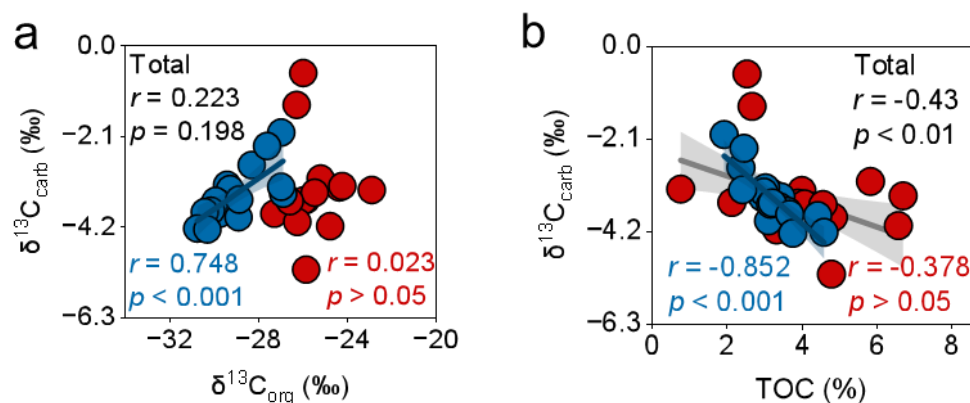 a
0.0
−2.1
−4.2
−6.3
δ13Ccarb (‰)
Total
r = 0.223
p = 0.198
r = 0.748
p < 0.001
r = 0.023
p > 0.05
−32
−28
−24
−20
δ13Corg (‰)
b
0.0
−2.1
−4.2
−6.3
δ13Ccarb (‰)
Total
r = -0.43
p < 0.01
r = -0.852
p < 0.001
r = -0.378
p > 0.05
0
2
4
6
8
TOC (%)